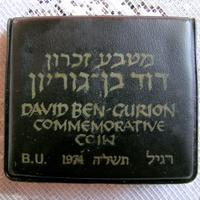 מטבע זכרון
דוד בן-גוריון
DAVID BEN-GURION
COMMEMORATIVE
COIN
B.U. 1974 תשל״ה רגיל